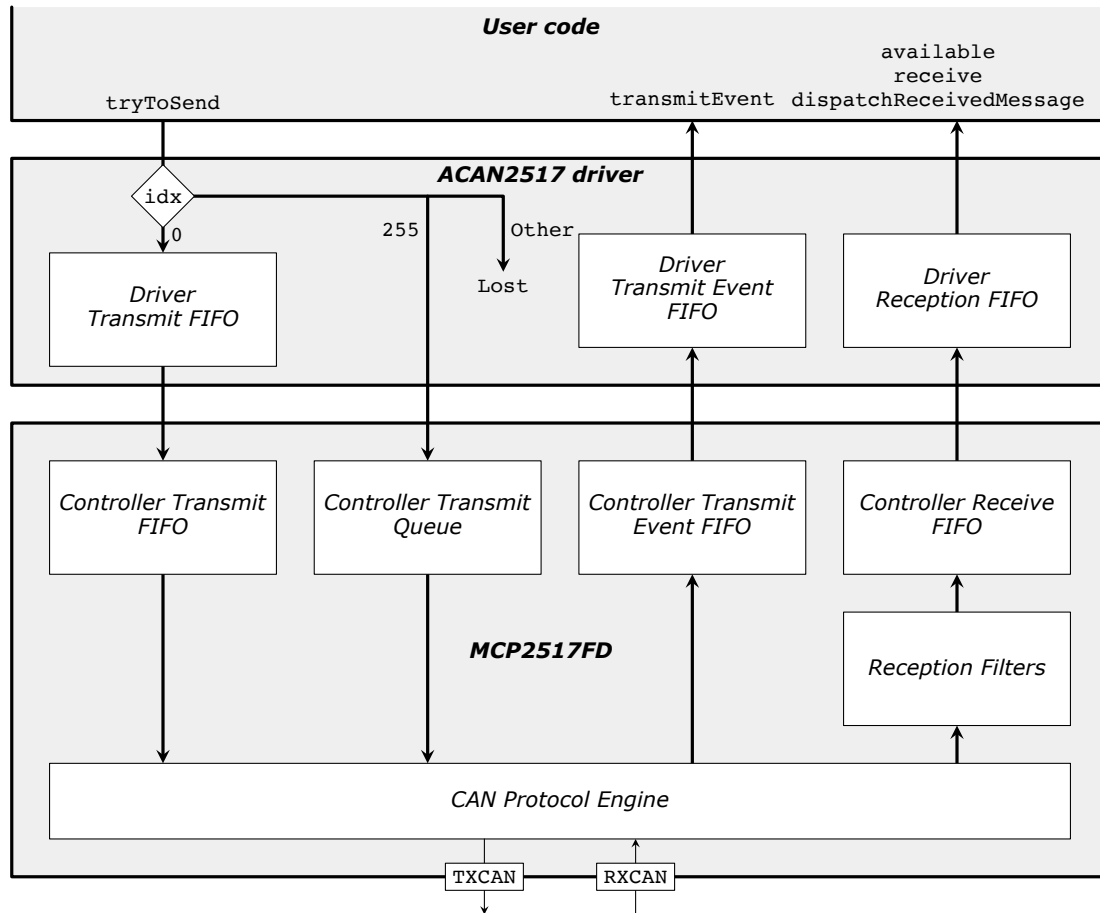 User code
available
receive
tryToSend
transmitEvent
dispatchReceivedMessage
ACAN2517 driver
idx
0
255
Other
Lost
Driver
Transmit FIFO
Driver
Transmit Event
FIFO
Driver
Reception FIFO
Controller Transmit
FIFO
Controller Transmit
Queue
Controller Transmit
Event FIFO
Controller Receive
FIFO
MCP2517FD
Reception Filters
CAN Protocol Engine
TXCAN
RXCAN